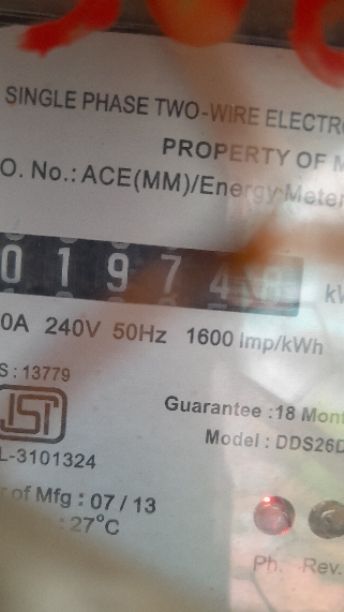 SINGLE PHASE TWO-WIRE ELECTR
PROPERTY OF M
O. No.: ACE(MM)/Energy Meter
0 1 9 7 4
0A 240V 50Hz 1600 Imp/kWh
S : 13779
ISI
Guarantee :18 Mont
L-3101324
Model : DDS26D
r of Mfg : 07 / 13
: 27°C
Ph. Rev.